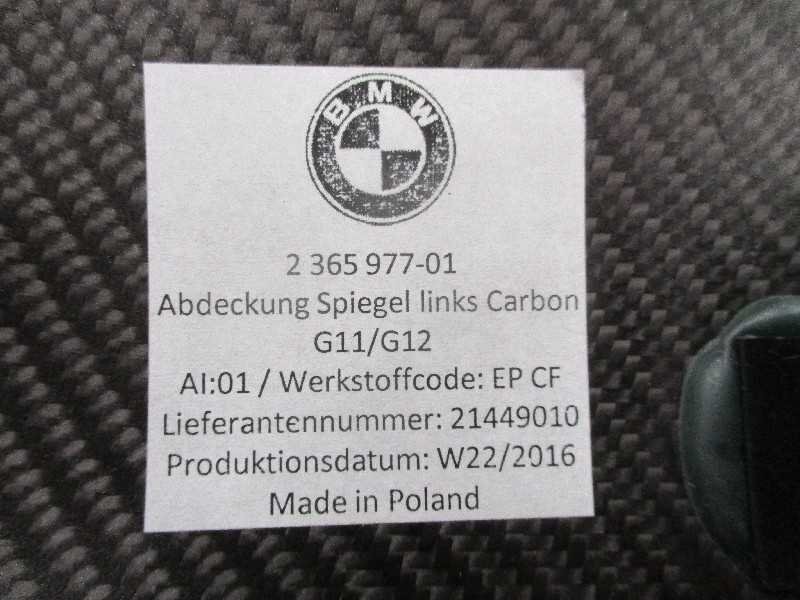 BMW
2 365 977-01
Abdeckung Spiegel links Carbon
G11/G12
AI:01 / Werkstoffcode: EP CF
Lieferantennummer: 21449010
Produktionsdatum: W22/2016
Made in Poland